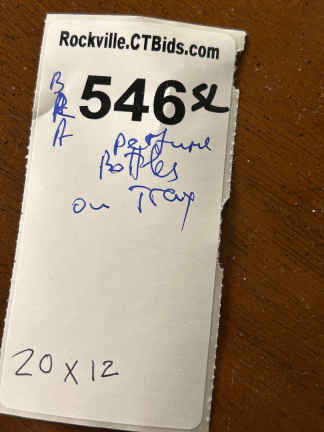 Rockville.CTBids.com
546
B
R
A
perfume
Bottles
on Tray
20 x 12